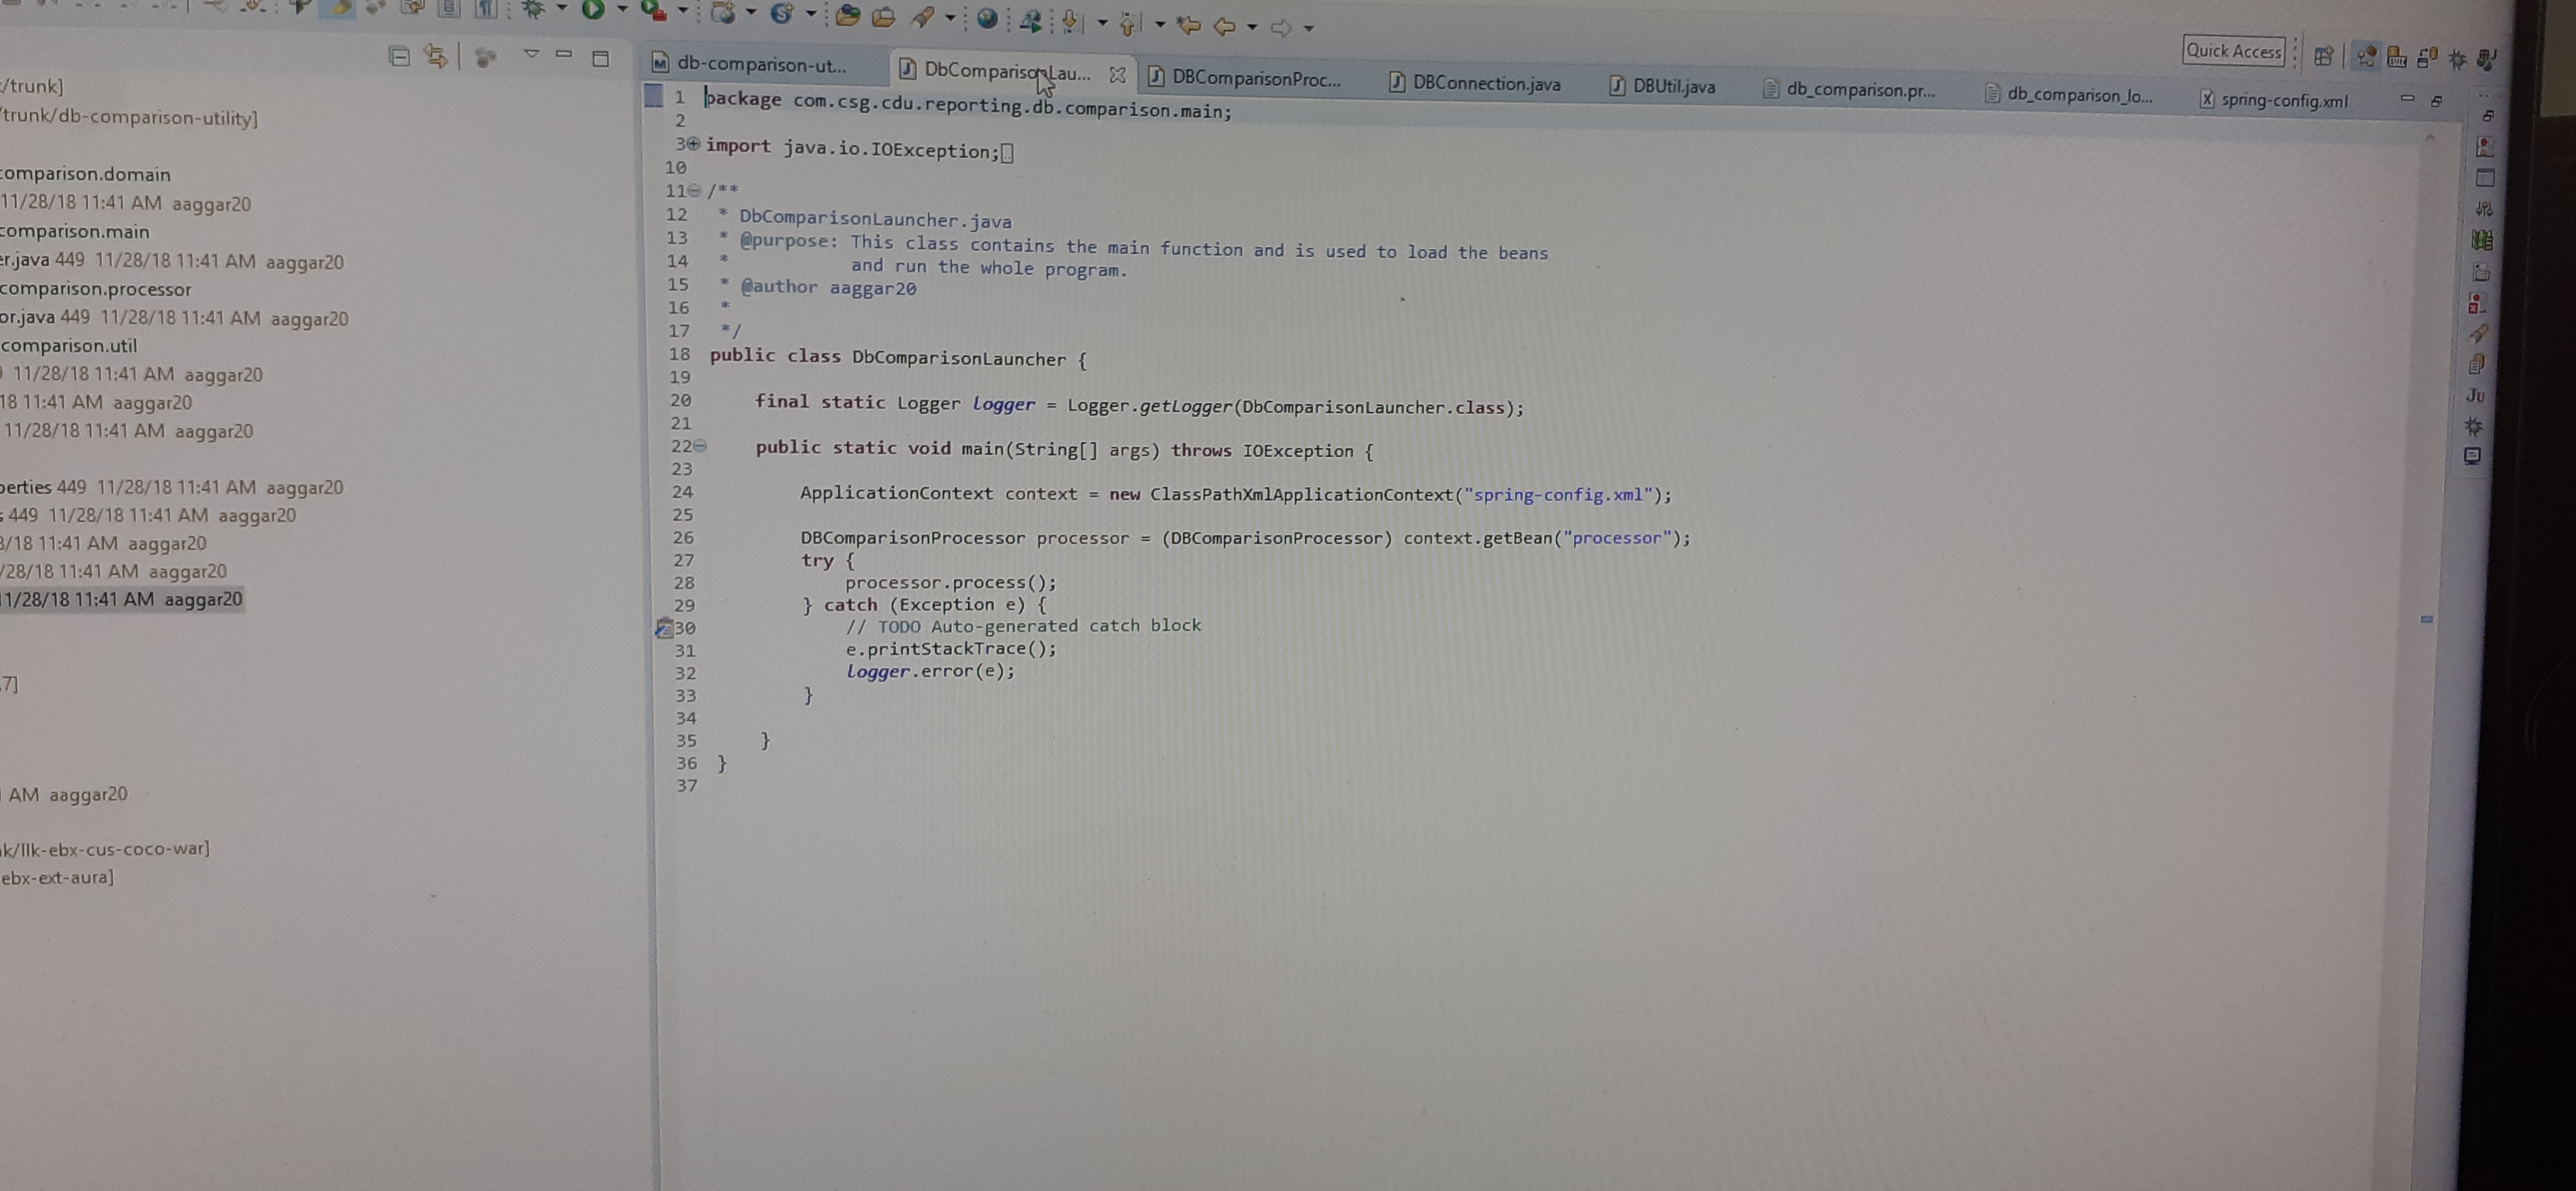 Quick Access
/trunk]
/trunk/db-comparison-utility]
comparison.domain
11/28/18 11:41 AM aaggar20
comparison.main
er.java 449 11/28/18 11:41 AM aaggar20
comparison.processor
or.java 449 11/28/18 11:41 AM aaggar20
comparison.util
11/28/18 11:41 AM aaggar20
18 11:41 AM aaggar20
11/28/18 11:41 AM aaggar20
perties 449 11/28/18 11:41 AM aaggar20
449 11/28/18 11:41 AM aaggar20
/18 11:41 AM aaggar20
/28/18 11:41 AM aaggar20
11/28/18 11:41 AM aaggar20
.7]
AM aaggar20
k/llk-ebx-cus-coco-war]
ebx-ext-aura]
db-comparison-ut... DbComparisonLau... DBComparisonProc... DBConnection.java DBUtil.java db_comparison.pr... db_comparison_lo... spring-config.xml
1 package com.csg.cdu.reporting.db.comparison.main;
2
3 import java.io.IOException;
10
11 /**
12 * DbComparisonLauncher.java
13 * @purpose: This class contains the main function and is used to load the beans
14 * and run the whole program.
15 * @author aaggar20
16 *
17 */
18 public class DbComparisonLauncher {
19
20 final static Logger logger = Logger.getLogger(DbComparisonLauncher.class);
21
22 public static void main(String[] args) throws IOException {
23
24 ApplicationContext context = new ClassPathXmlApplicationContext("spring-config.xml");
25
26 DBComparisonProcessor processor = (DBComparisonProcessor) context.getBean("processor");
27 try {
28 processor.process();
29 } catch (Exception e) {
30 // TODO Auto-generated catch block
31 e.printStackTrace();
32 logger.error(e);
33 }
34
35 }
36 }
37
Ju